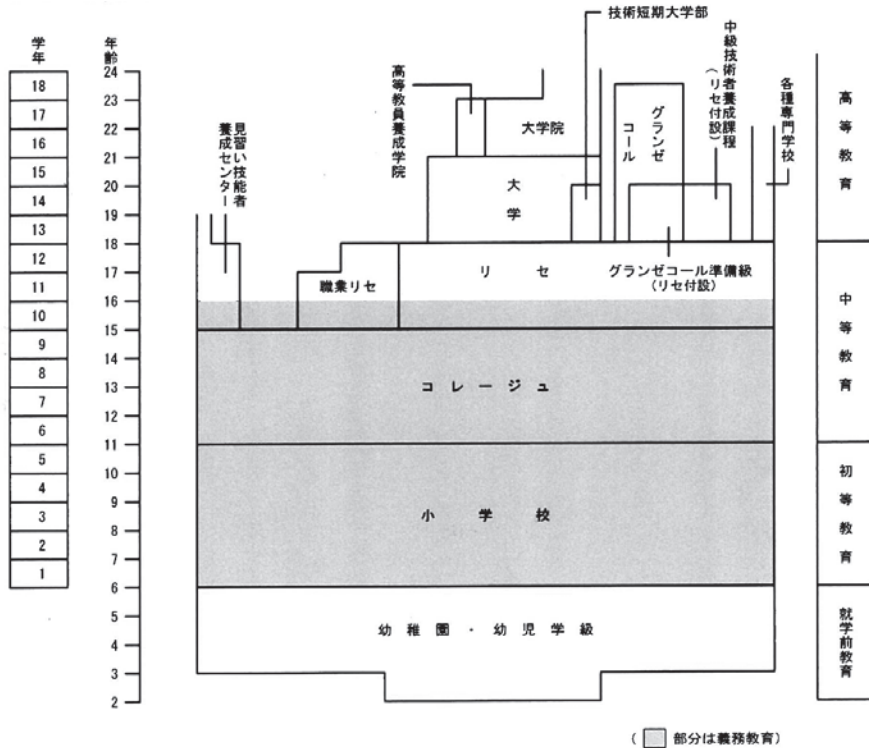 学年
18
17
16
15
14
13
12
11
10
9
8
7
6
5
4
3
2
1
年齢
24
23
22
21
20
19
18
17
16
15
14
13
12
11
10
9
8
7
6
5
4
3
2
見習い技能者
養成センター
高等教員養成学院
大学院
大学
技術短期大学部
グランゼ
コール
中級技術者養成課程
(リセ付設)
各種専門学校
職業リセ
リセ
グランゼコール準備級
(リセ付設)
コレージュ
小学校
幼稚園・幼児学級
高等教育
中等教育
初等教育
就学前教育
( 部分は義務教育)